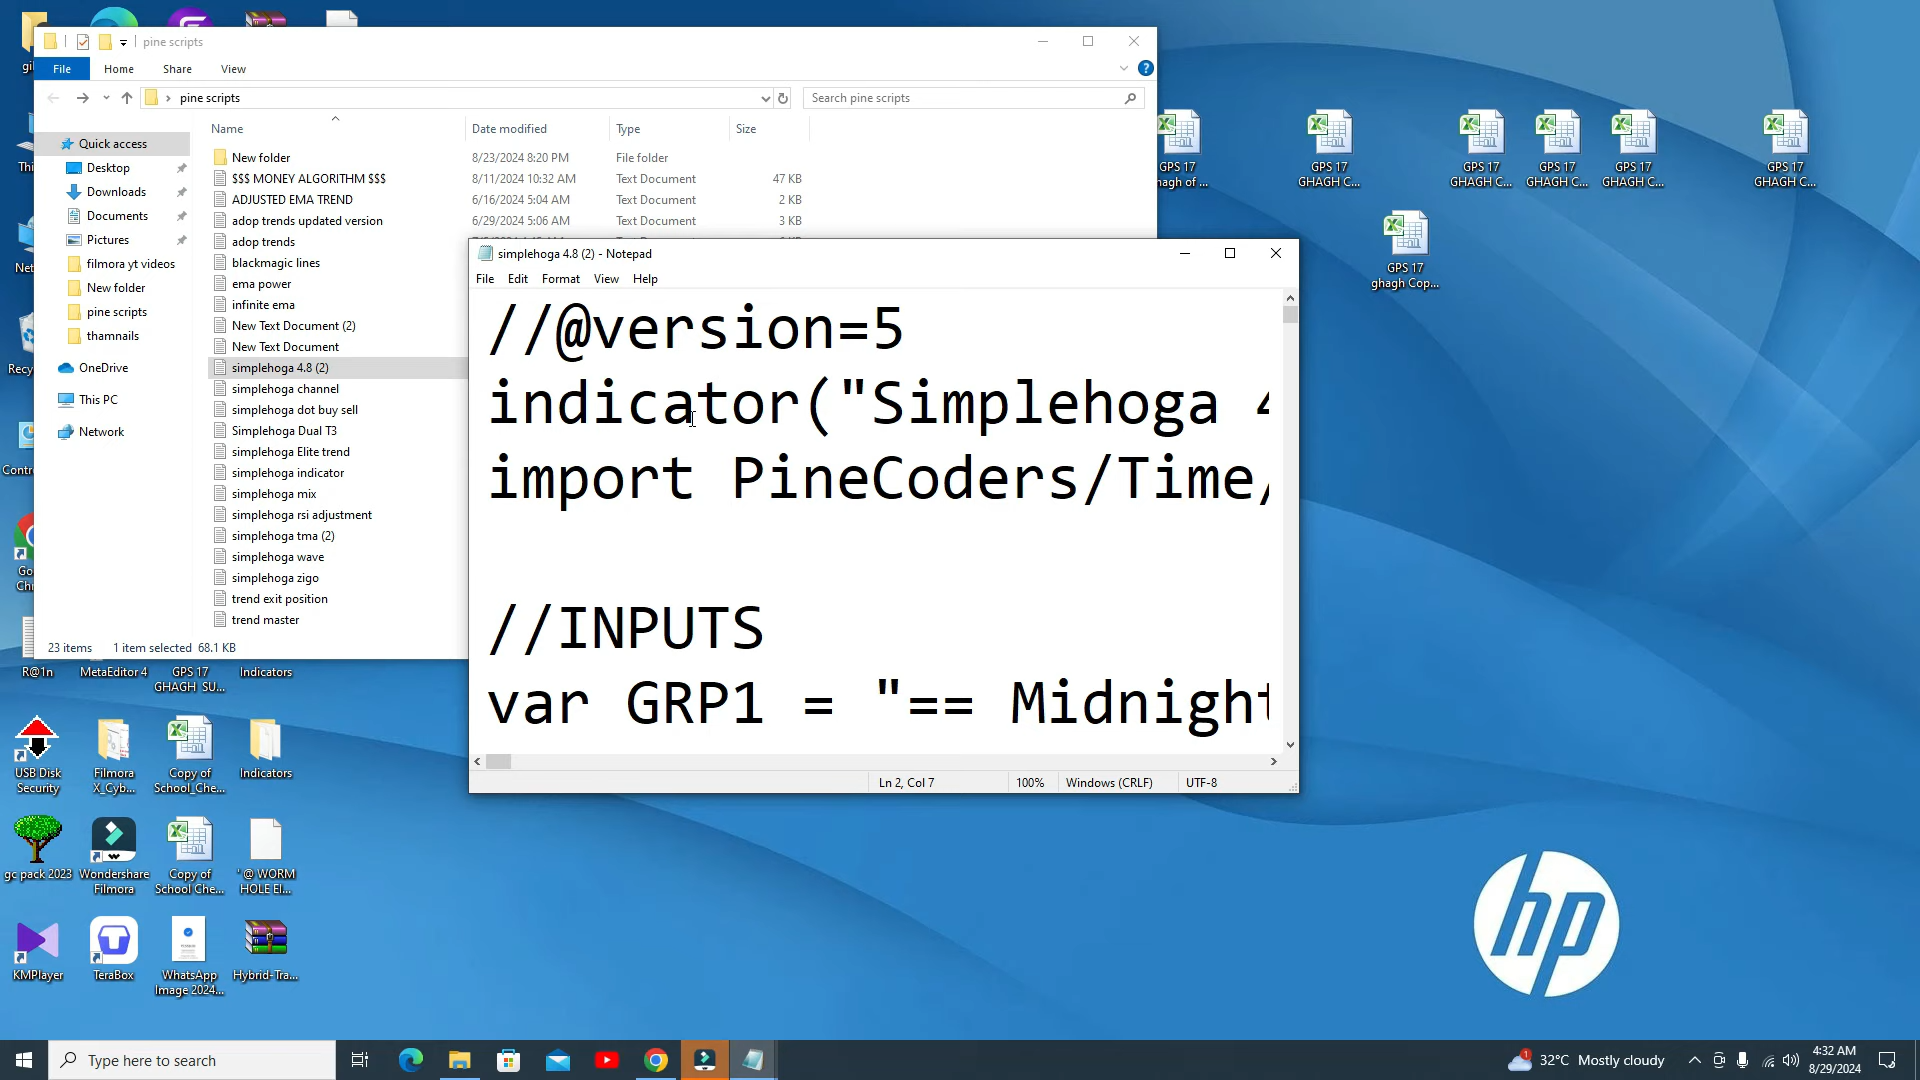 pine scripts
File Home Share View
pine scripts
Search pine scripts
Name Date modified Type Size
Quick access
Desktop
Downloads
Documents
Pictures
filmora yt videos
New folder
pine scripts
thamnails
OneDrive
This PC
Network
New folder 8/23/2024 8:20 PM File folder
$$$ MONEY ALGORITHM $$$ 8/11/2024 10:32 AM Text Document 47 KB
ADJUSTED EMA TREND 6/16/2024 5:04 AM Text Document 2 KB
adop trends updated version 6/29/2024 5:06 AM Text Document 3 KB
adop trends
blackmagic lines
ema power
infinite ema
New Text Document (2)
New Text Document
simplehoga 4.8 (2)
simplehoga channel
simplehoga dot buy sell
Simplehoga Dual T3
simplehoga Elite trend
simplehoga indicator
simplehoga mix
simplehoga rsi adjustment
simplehoga tma (2)
simplehoga wave
simplehoga zigo
trend exit position
trend master
23 items 1 item selected 68.1 KB
simplehoga 4.8 (2) - Notepad
File Edit Format View Help
//@version=5
indicator("Simplehoga 4
import PineCoders/Time/
//INPUTS
var GRP1 = "== Midnight
Ln 2, Col 7 100% Windows (CRLF) UTF-8
GPS 17
hagh of ...
GPS 17
GHAGH C...
GPS 17
GHAGH C...
GPS 17
GHAGH C...
GPS 17
GHAGH C...
GPS 17
GHAGH C...
GPS 17
ghagh Cop...
R@1n
MetaEditor 4
GPS 17
GHAGH SU...
Indicators
USB Disk
Security
Filmora
X_Cyb...
Copy of
School_Che...
Indicators
gc pack 2023
Wondershare
Filmora
Copy of
School Che...
'@ WORM
HOLE El...
KMPlayer
TeraBox
WhatsApp
Image 2024...
Hybrid-Tra...
hp
Type here to search
1
32°C Mostly cloudy
4:32 AM
8/29/2024